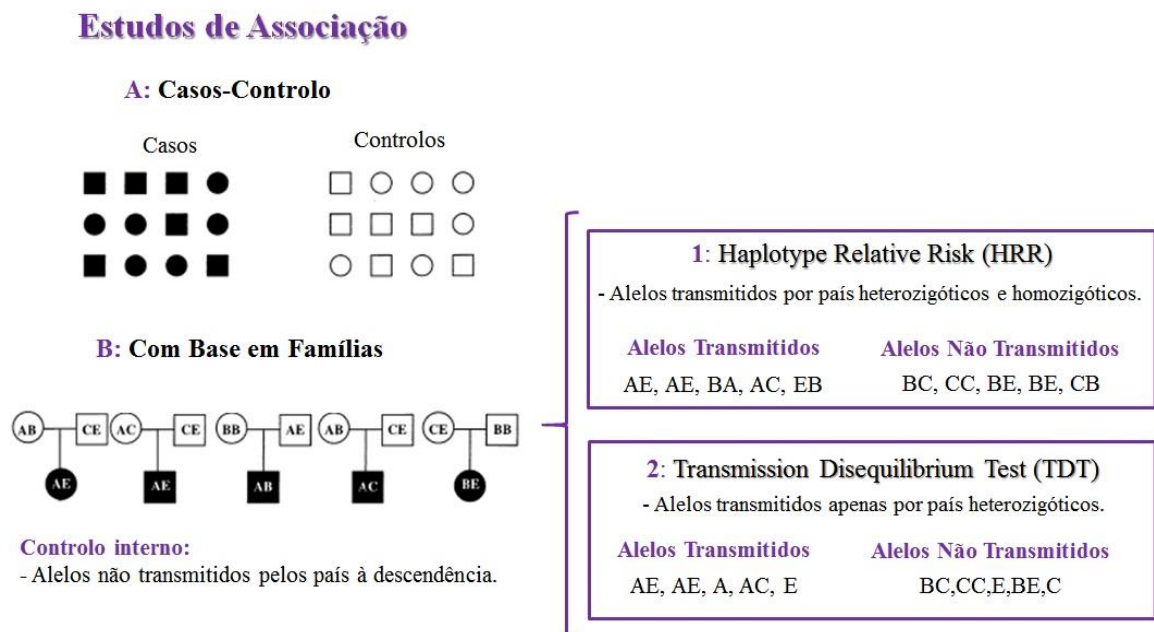 Estudos de Associação
A: Casos-Controlo
Casos
Controlos
B: Com Base em Famílias
AB CE AC CE BB AE AB CE CE BB
AE AE AB AC BE
Controlo interno:
- Alelos não transmitidos pelos país à descendência.
1: Haplotype Relative Risk (HRR)
- Alelos transmitidos por país heterozigóticos e homozigóticos.
Alelos Transmitidos Alelos Não Transmitidos
AE, AE, BA, AC, EB BC, CC, BE, BE, CB
2: Transmission Disequilibrium Test (TDT)
- Alelos transmitidos apenas por país heterozigóticos.
Alelos Transmitidos Alelos Não Transmitidos
AE, AE, A, AC, E BC,CC,E,BE,C